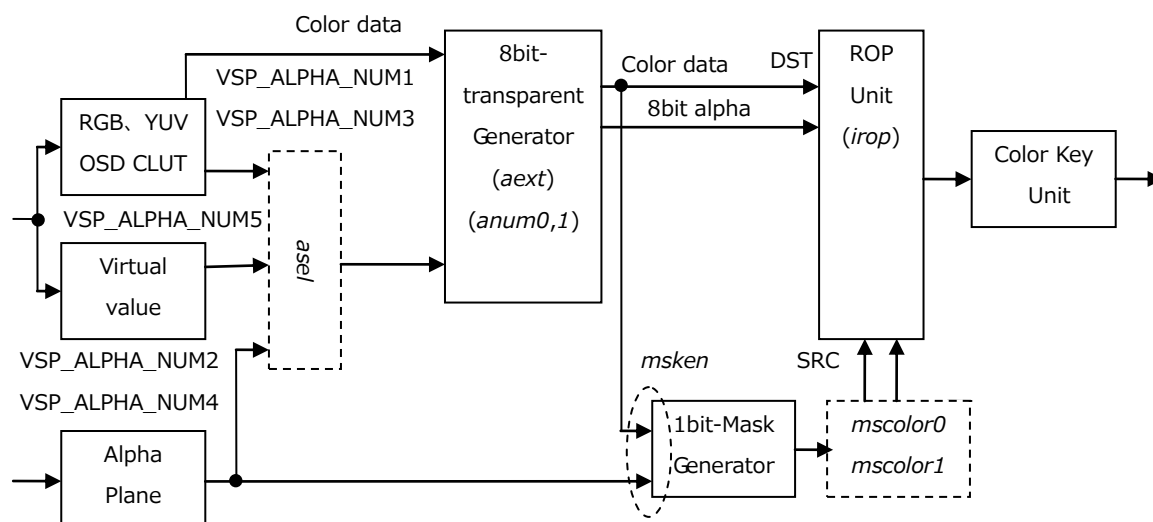 Color data
VSP_ALPHA_NUM1
VSP_ALPHA_NUM3
RGB、YUV
OSD CLUT
VSP_ALPHA_NUM5
Virtual
value
VSP_ALPHA_NUM2
VSP_ALPHA_NUM4
Alpha
Plane
asel
8bit-
transparent
Generator
(aext)
(anum0,1)
Color data
8bit alpha
DST
ROP
Unit
(irop)
Color Key
Unit
msken
SRC
1bit-Mask
Generator
mscolor0
mscolor1